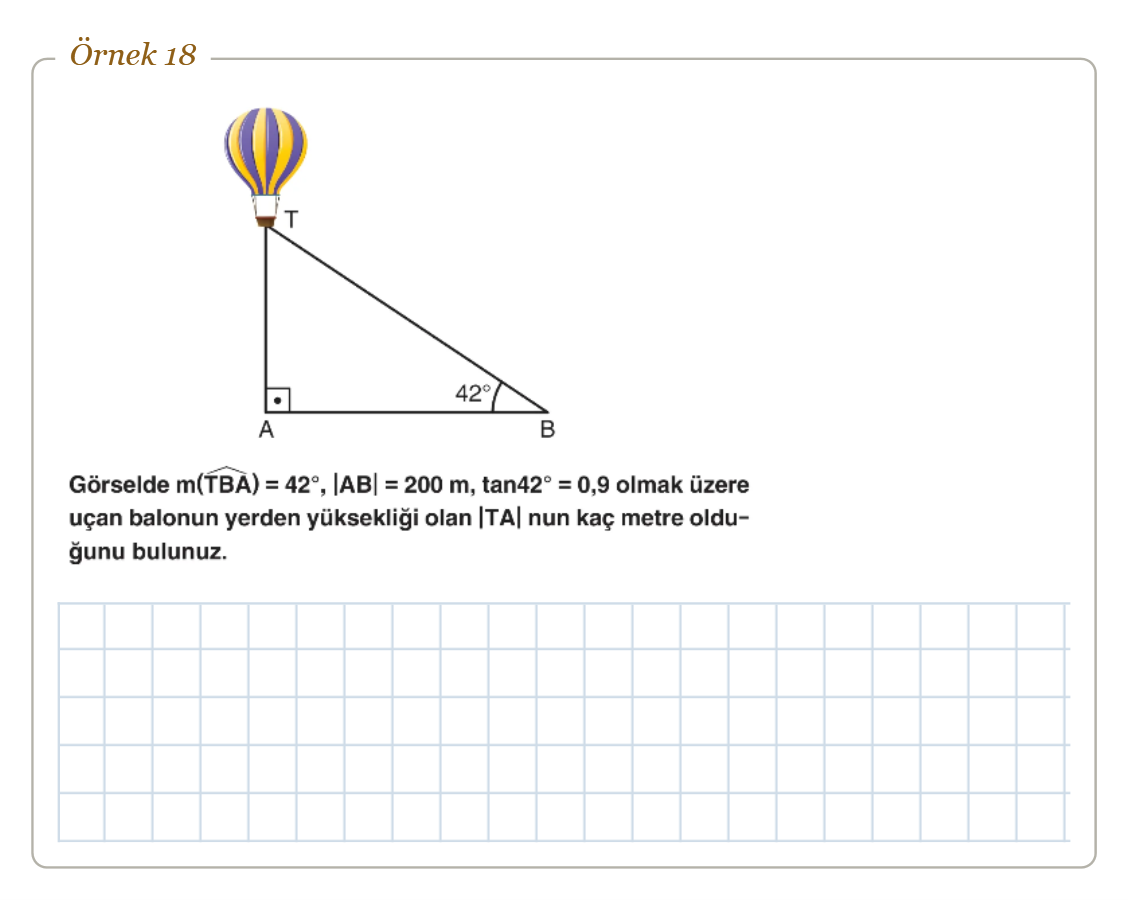 Örnek 18
T
42°
A
B
Görselde m(TBA) = 42°, |AB| = 200 m, tan42° = 0,9 olmak üzere
uçan balonun yerden yüksekliği olan |TA| nun kaç metre oldu-
ğunu bulunuz.